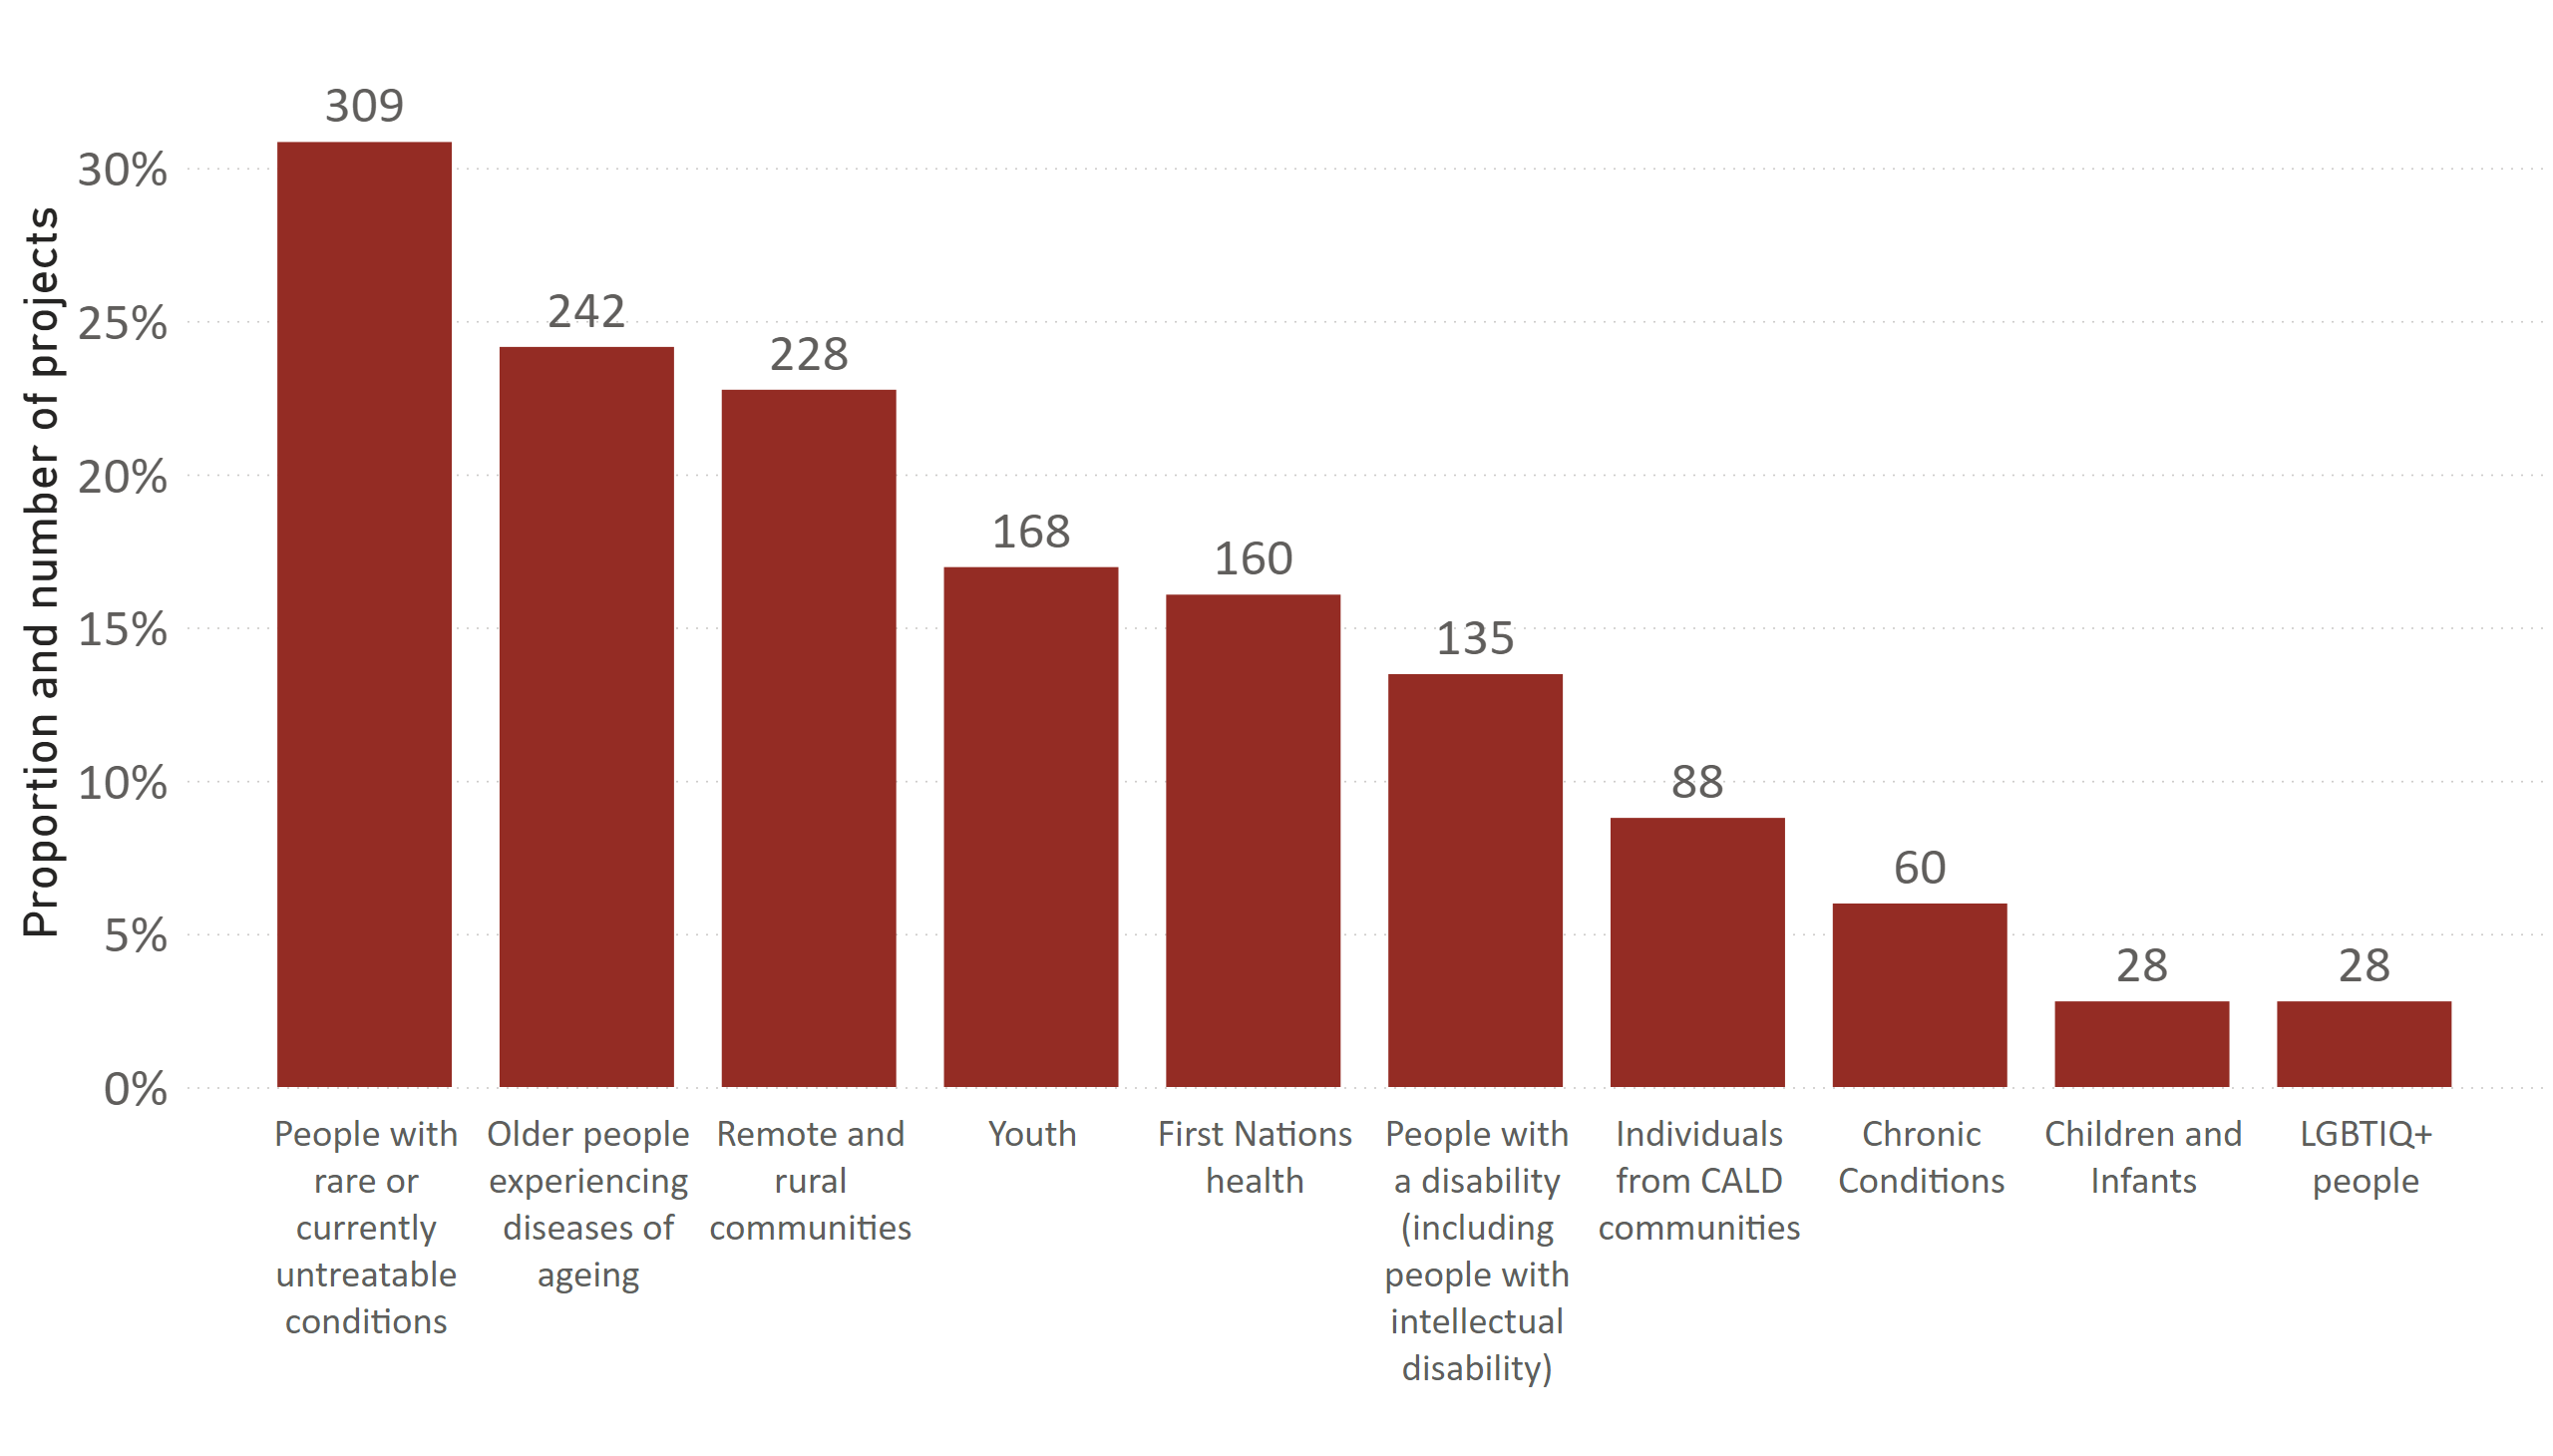 Proportion and number of projects
30%
25%
20%
15%
10%
5%
0%
309
242
228
168
160
135
88
60
28
28
People with
rare or
currently
untreatable
conditions
Older people
experiencing
diseases of
ageing
Remote and
rural
communities
Youth
First Nations
health
People with
a disability
(including
people with
intellectual
disability)
Individuals
from CALD
communities
Chronic
Conditions
Children and
Infants
LGBTIQ+
people